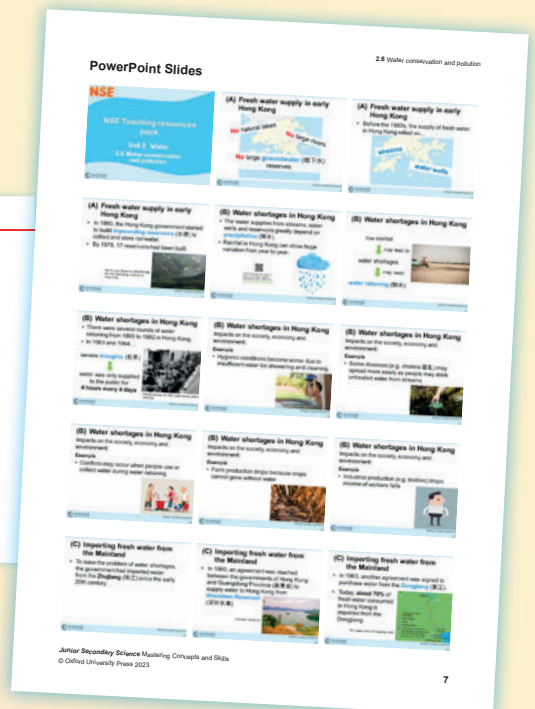 2.6 Water conservation and pollution
PowerPoint Slides
NSE
NSE Teaching resources
pack
Unit 2 Water
2.6 Water conservation
and pollution
(A) Fresh water supply in early
Hong Kong
No natural lakes
No large rivers
No large groundwater (地下水)
reserves
(A) Fresh water supply in early
Hong Kong
• Before the 1860s, the supply of fresh water
in Hong Kong relied on...
streams
water wells
(A) Fresh water supply in early
Hong Kong
• In 1860, the Hong Kong government started
to build impounding reservoirs (水塘) to
collect and store rainwater.
• By 1979, 17 reservoirs had been built.
(B) Water shortages in Hong Kong
• The water supplies from streams, water
wells and reservoirs greatly depend on
precipitation (降水)
• Rainfall in Hong Kong can show huge
variation from year to year.
(B) Water shortages in Hong Kong
low rainfall
may lead to
water shortages
may need
water rationing (制水)
(B) Water shortages in Hong Kong
• There were several rounds of water
rationing from 1895 to 1982 in Hong Kong.
• In 1963 and 1964...
severe droughts (乾旱)
water was only supplied
to the public for
4 hours every 4 days
(B) Water shortages in Hong Kong
Impacts on the society, economy and
environment:
Example
• Hygiene conditions become worse due to
insufficient water for showering and cleaning.
(B) Water shortages in Hong Kong
Impacts on the society, economy and
environment:
Example
• Some diseases (e.g. cholera 霍亂) may
spread more easily as people may drink
untreated water from streams
(B) Water shortages in Hong Kong
Impacts on the society, economy and
environment:
Example
• Conflicts may occur when people use or
collect water during water rationing
(B) Water shortages in Hong Kong
Impacts on the society, economy and
environment:
Example
• Farm production drops because crops
cannot grow without water
(B) Water shortages in Hong Kong
Impacts on the society, economy and
environment:
Example
• Industrial production (e.g. textiles) drops,
income of workers falls
(C) Importing fresh water from
the Mainland
• To ease the problem of water shortages,
the government had imported water
from the Zhujiang (珠江) since the early
20th century.
(C) Importing fresh water from
the Mainland
• In 1960, an agreement was reached
between the governments of Hong Kong
and Guangdong Province (廣東省) to
supply water to Hong Kong from
Shenzhen Reservoir
(深圳水庫)
(C) Importing fresh water from
the Mainland
• In 1963, another agreement was signed to
purchase water from the Dongjiang (東江)
• Today, about 70% of
fresh water consumed
in Hong Kong is
imported from the
Dongjiang.
Junior Secondary Science Mastering Concepts and Skills
© Oxford University Press 2023
7